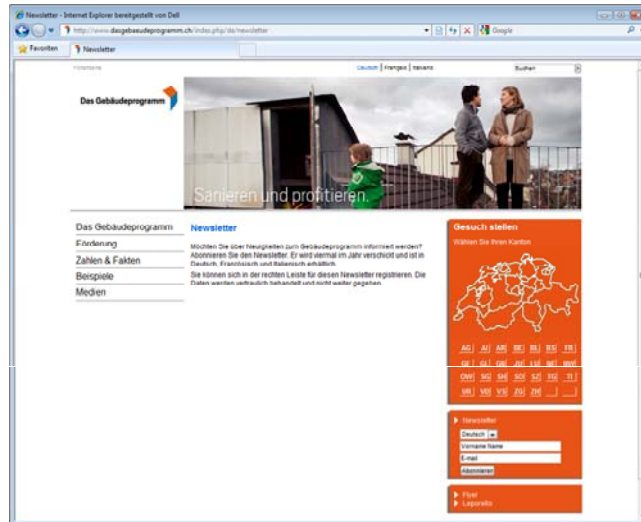 Newsletter - Internet Explorer bereitgestellt von Dell
http://www.dasgebaeudeprogramm.ch/index.php/de/newsletter
Google
Favoriten
Newsletter
Deutsch | Français | Italiano
Suchen
Das Gebäudeprogramm
Sanieren und profitieren.
Das Gebäudeprogramm
Förderung
Zahlen & Fakten
Beispiele
Medien
Newsletter
Möchten Sie über Neuigkeiten zum Gebäudeprogramm informiert werden?
Abonnieren Sie den Newsletter. Er wird viermal im Jahr verschickt und ist in
Deutsch, Französisch und Italienisch erhältlich.
Sie können sich in der rechten Leiste für diesen Newsletter registrieren. Die
Daten werden vertraulich behandelt und nicht weiter gegeben.
Gesuch stellen
Wählen Sie Ihren Kanton
AG AI AR BE BL BS FR
GE GL GR JU LU NE NW
OW SG SH SO SZ TG TI
UR VD VS ZG ZH
Newsletter
Deutsch
Vorname Name
E-mail
Abonnieren
Flyer
Leporello